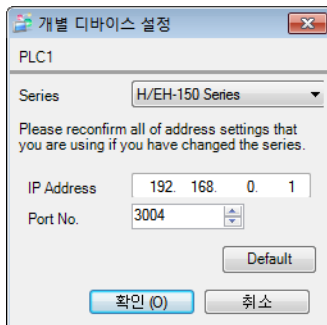 개별 디바이스 설정
PLC1
Series H/EH-150 Series
Please reconfirm all of address settings that
you are using if you have changed the series.
IP Address 192. 168. 0. 1
Port No. 3004
Default
확인 (O) 취소